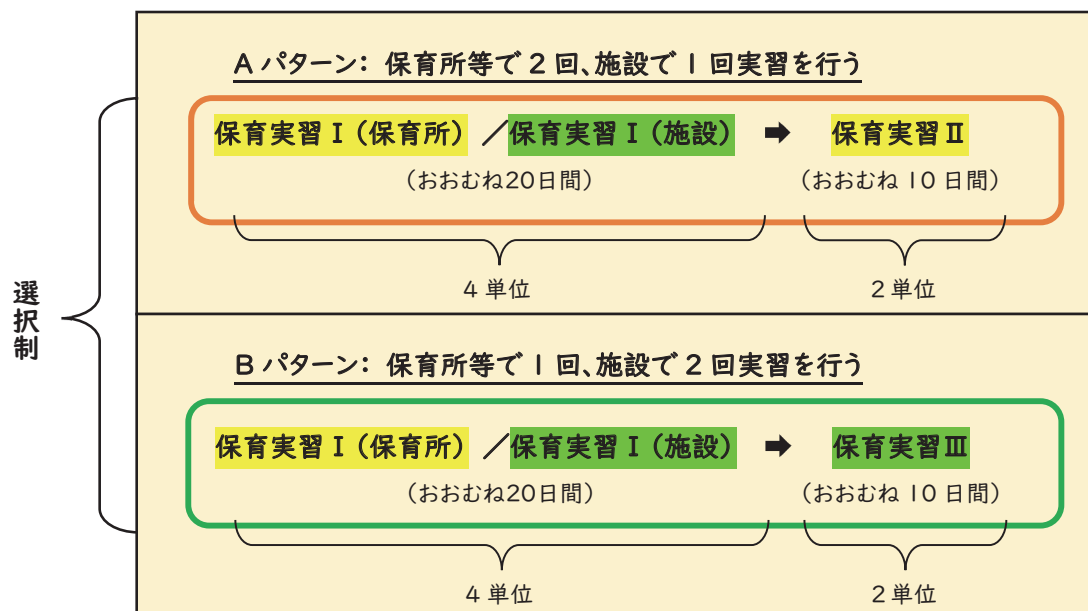 選択制
A パターン： 保育所等で 2 回、施設で 1 回実習を行う
保育実習Ⅰ（保育所）／保育実習Ⅰ（施設） ➡ 保育実習Ⅱ
（おおむね20日間） （おおむね 10 日間）
4 単位 2 単位
B パターン： 保育所等で 1 回、施設で 2 回実習を行う
保育実習Ⅰ（保育所）／保育実習Ⅰ（施設） ➡ 保育実習Ⅲ
（おおむね20日間） （おおむね 10 日間）
4 単位 2 単位